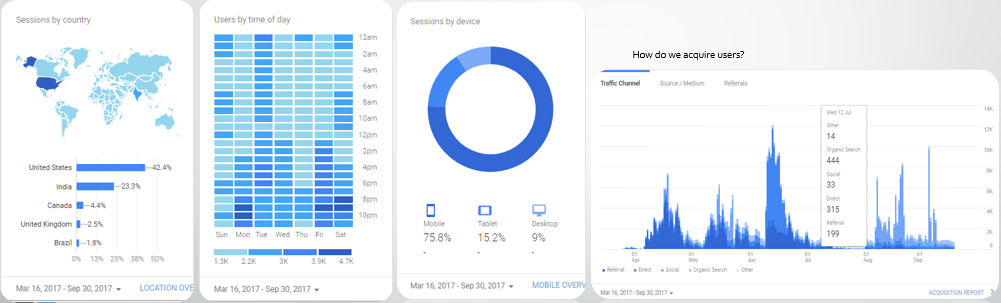 Sessions by country
United States
42.4%
India
23.3%
Canada
4.4%
United Kingdom
2.5%
Brazil
1.8%
0% 13% 25% 38% 50%
Mar 16, 2017 - Sep 30, 2017
LOCATION OVE
Users by time of day
12am
2am
4am
6am
8am
10am
12pm
2pm
4pm
6pm
8pm
10pm
Sun Mon Tue Wed Thu Fri Sat
1.3K 2.2K 3K 3.9K 4.7K
Mar 16, 2017 - Sep 30, 2017
Sessions by device
Mobile Tablet Desktop
75.8% 15.2% 9%
- - -
Mar 16, 2017 - Sep 30, 2017
MOBILE OVERV
How do we acquire users?
Traffic Channel Source / Medium Referrals
Wed 12 Jul
Other
14
Organic Search
444
Social
33
Direct
315
Referral
199
14K
12K
10K
8K
6K
4K
2K
0
01 Apr
01 May
01 Jun
01 Jul
01 Aug
01 Sep
Referral Direct Social Organic Search Other
Mar 16, 2017 - Sep 30, 2017
ACQUISITION REPORT